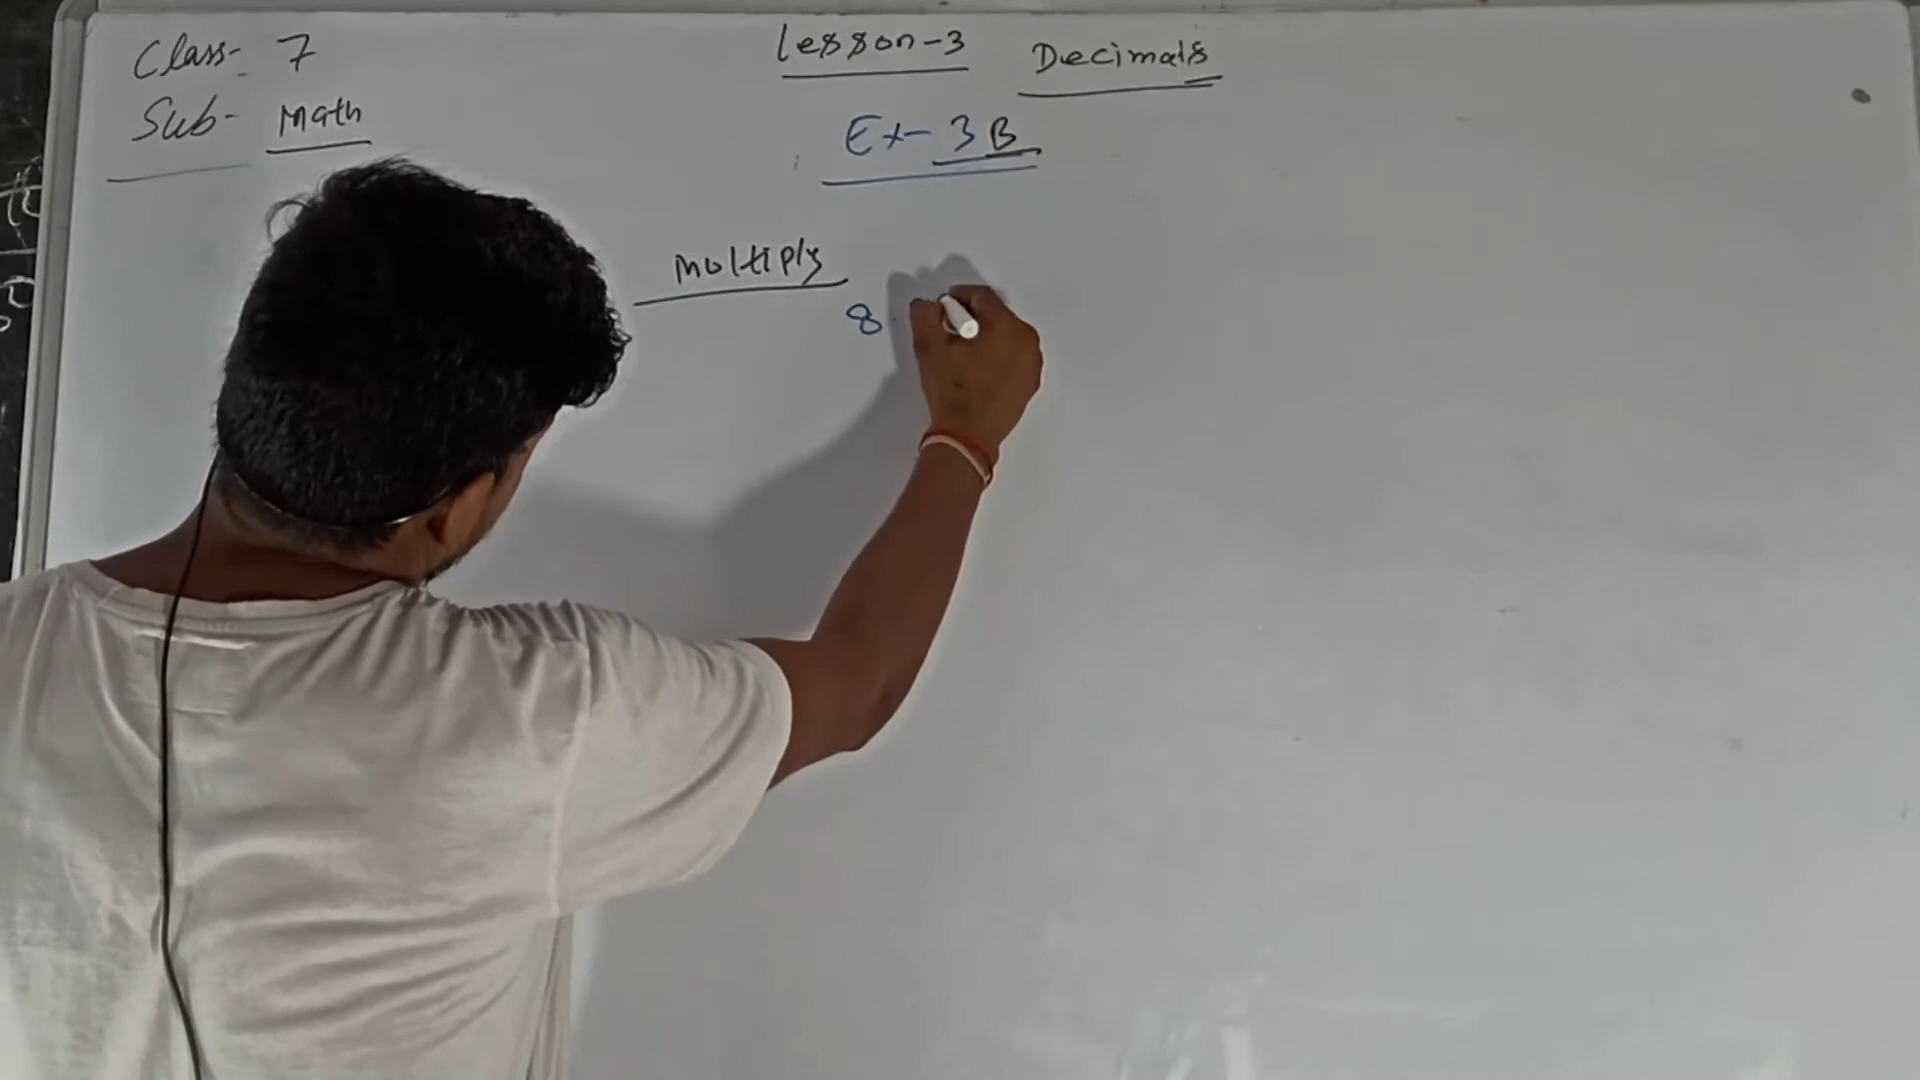 Class- 7
Lesson-3 Decimals
Sub- Math
Ex- 3B
Multiply
8